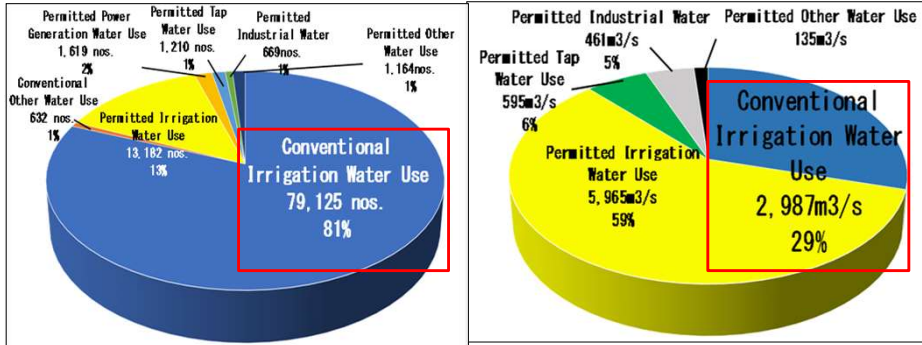 Permitted Power
Generation Water Use
1,619 nos.
2%
Permitted Tap
Water Use
1,210 nos.
1%
Permitted
Industrial Water
669nos.
1%
Permitted Other
Water Use
1,164nos.
1%
Conventional
Other Water Use
632 nos.
1%
Permitted Irrigation
Water Use
13,182 nos.
13%
Conventional
Irrigation Water Use
79,125 nos.
81%
Permitted Industrial Water
461m3/s
5%
Permitted Other Water Use
135m3/s
Permitted Tap
Water Use
595m3/s
6%
Permitted Irrigation
Water Use
5,965m3/s
59%
Conventional
Irrigation Water
Use
2,987m3/s
29%